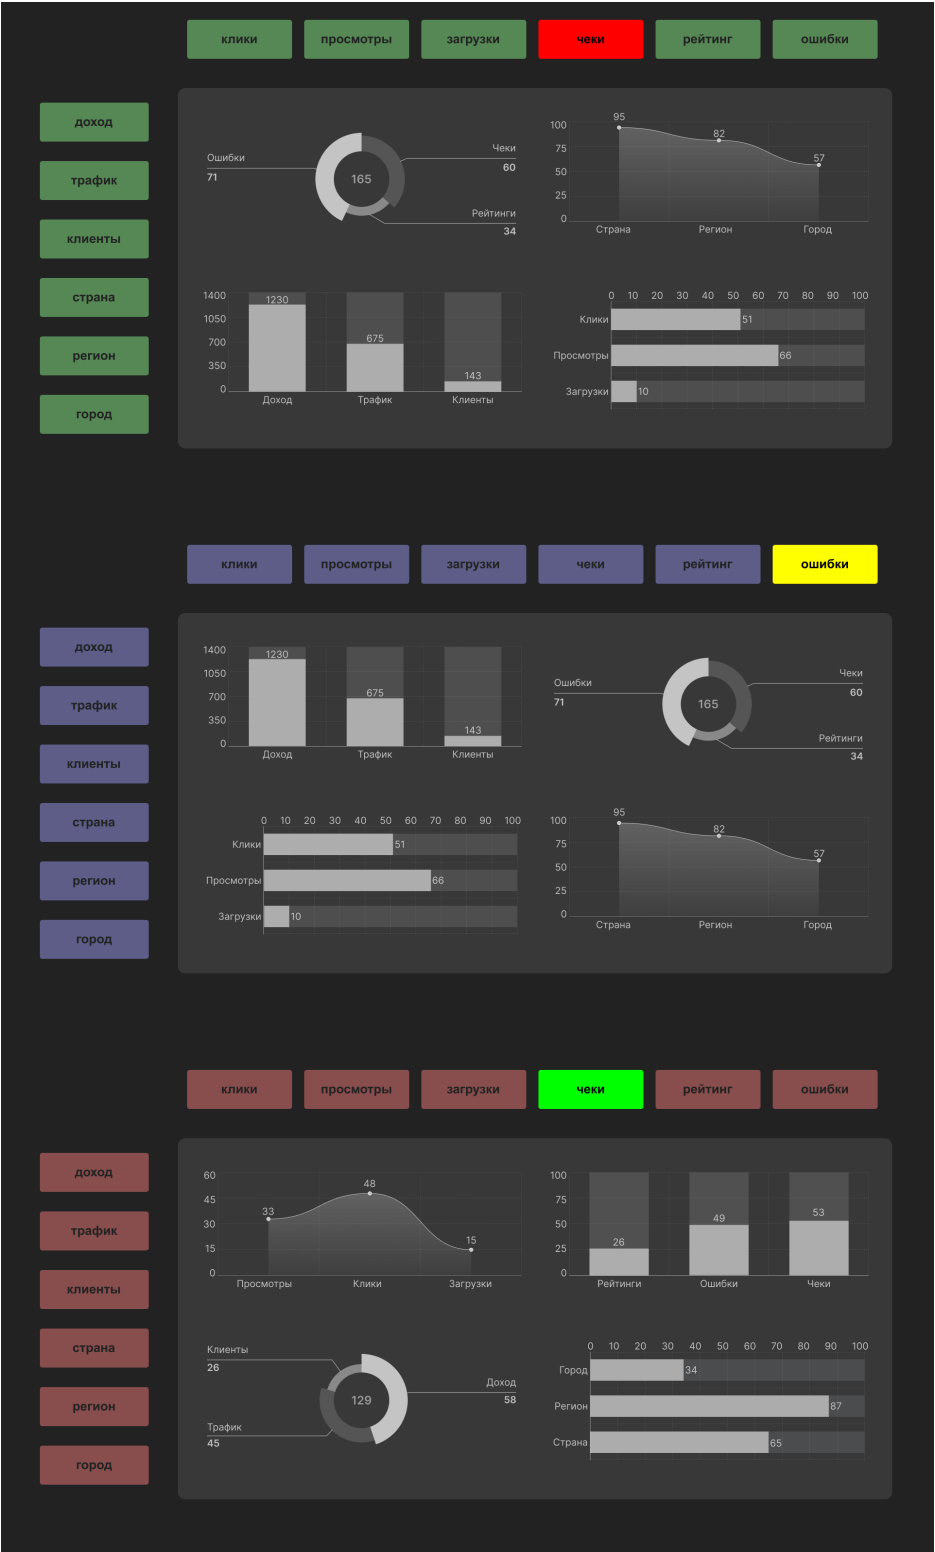 клики просмотры загрузки чеки рейтинг ошибки
доход
трафик
клиенты
страна
регион
город
Ошибки
71
165
Чеки
60
Рейтинги
34
100
75
50
25
0
95
82
57
Страна Регион Город
1400
1050
700
350
0
1230
675
143
Доход Трафик Клиенты
0 10 20 30 40 50 60 70 80 90 100
Клики 51
Просмотры 66
Загрузки 10
клики просмотры загрузки чеки рейтинг ошибки
доход
трафик
клиенты
страна
регион
город
1400
1050
700
350
0
1230
675
143
Доход Трафик Клиенты
Ошибки
71
165
Чеки
60
Рейтинги
34
0 10 20 30 40 50 60 70 80 90 100
Клики 51
Просмотры 66
Загрузки 10
100
75
50
25
0
95
82
57
Страна Регион Город
клики просмотры загрузки чеки рейтинг ошибки
доход
трафик
клиенты
страна
регион
город
60
45
30
15
0
33
48
15
Просмотры Клики Загрузки
100
75
50
25
0
26
49
53
Рейтинги Ошибки Чеки
Клиенты
26
129
Доход
58
Трафик
45
0 10 20 30 40 50 60 70 80 90 100
Город 34
Регион 87
Страна 65